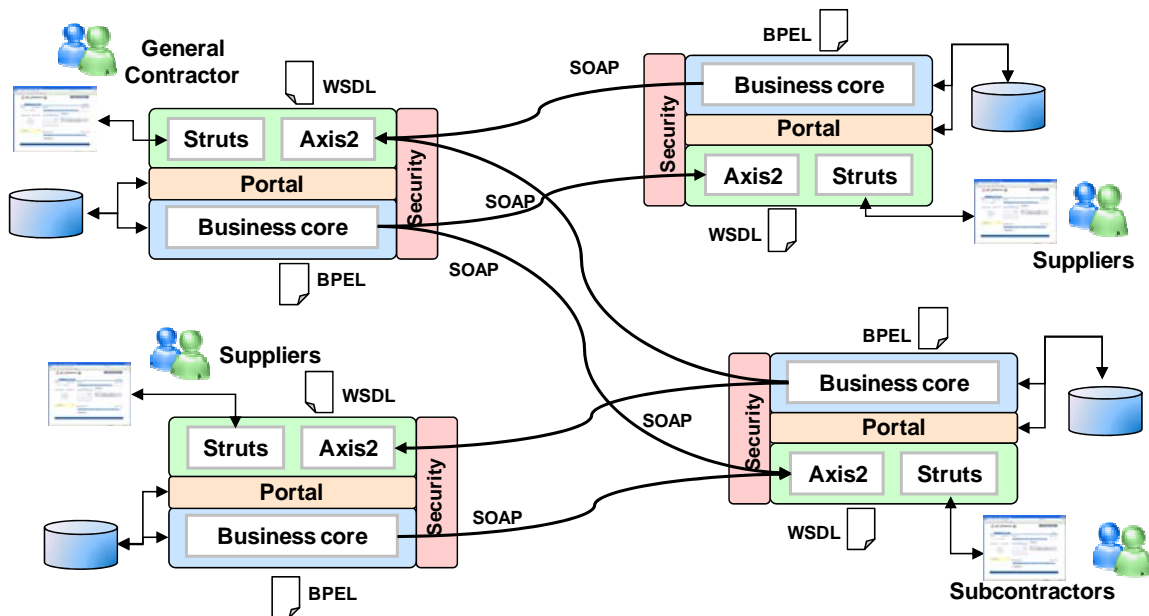 General
Contractor
WSDL
Struts
Axis2
Portal
Business core
Security
BPEL
SOAP
SOAP
SOAP
BPEL
Business core
Portal
Axis2
Struts
Security
WSDL
Suppliers
Suppliers
WSDL
Struts
Axis2
Portal
Business core
Security
BPEL
SOAP
SOAP
BPEL
Business core
Portal
Axis2
Struts
Security
WSDL
Subcontractors